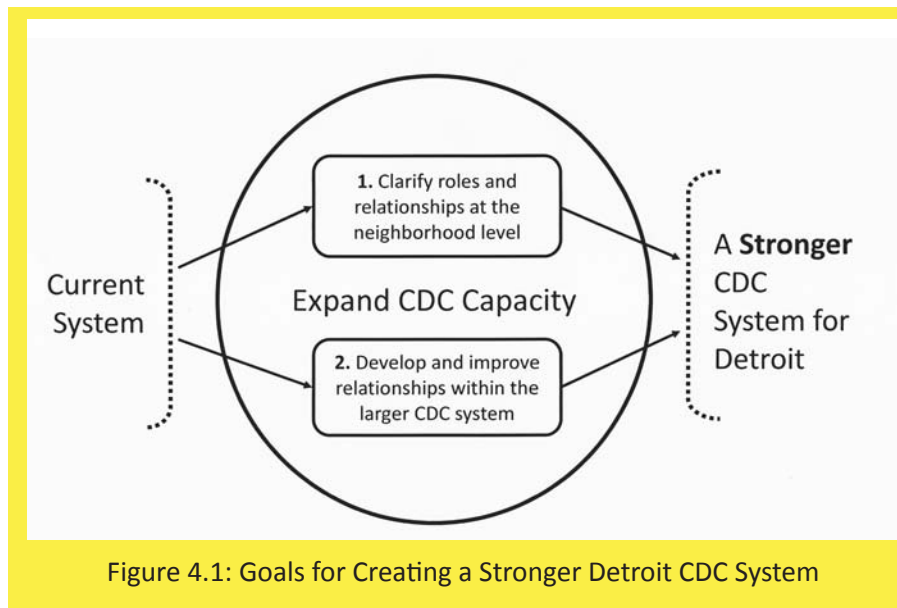 Current
System
1. Clarify roles and
relationships at the
neighborhood level
Expand CDC Capacity
2. Develop and improve
relationships within the
larger CDC system
A Stronger
CDC
System for
Detroit
Figure 4.1: Goals for Creating a Stronger Detroit CDC System